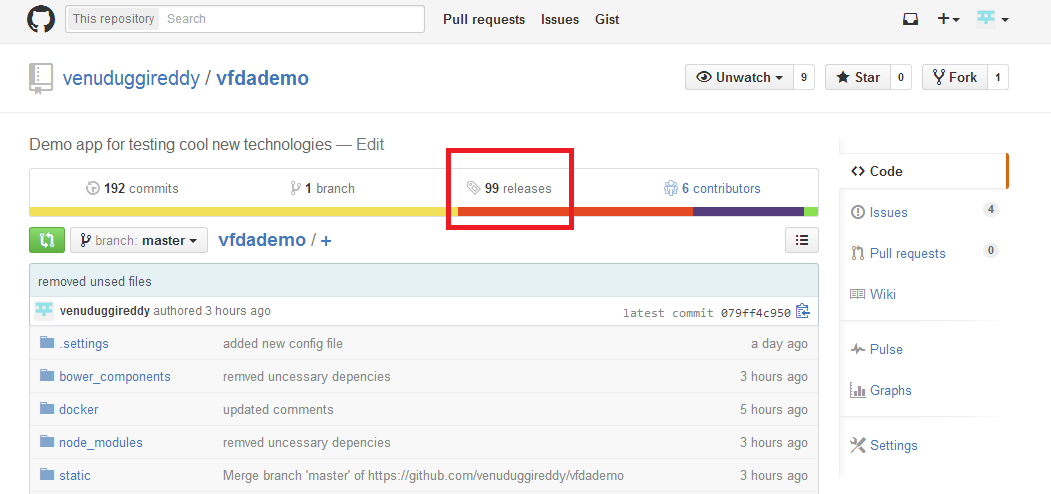 This repository Search Pull requests Issues Gist
venuduggireddy / vfdademo Unwatch 9 Star 0 Fork 1
Demo app for testing cool new technologies — Edit
192 commits 1 branch 99 releases 6 contributors
branch: master vfdademo / +
removed unsed files
venuduggireddy authored 3 hours ago latest commit 079ff4c950
.settings added new config file a day ago
bower_components remved uncessary depencies 3 hours ago
docker updated comments 5 hours ago
node_modules remved uncessary depencies 3 hours ago
static Merge branch 'master' of https://github.com/venuduggireddy/vfdademo 3 hours ago
Code
Issues 4
Pull requests 0
Wiki
Pulse
Graphs
Settings